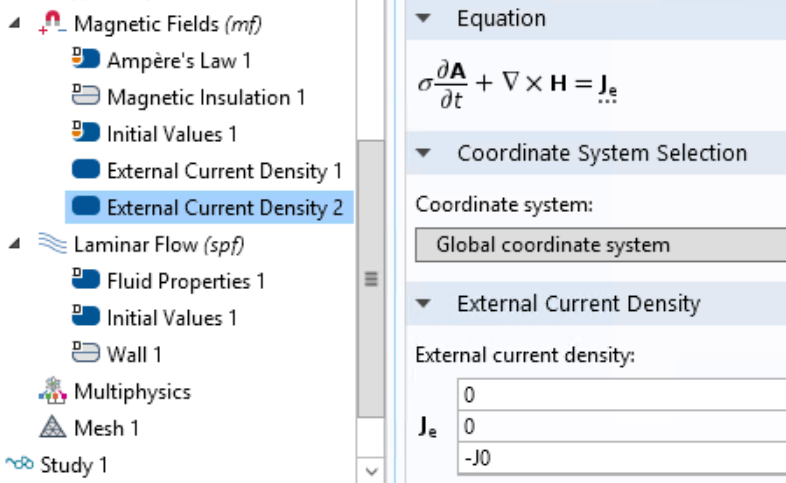 Magnetic Fields (mf)
Ampère's Law 1
Magnetic Insulation 1
Initial Values 1
External Current Density 1
External Current Density 2
Laminar Flow (spf)
Fluid Properties 1
Initial Values 1
Wall 1
Multiphysics
Mesh 1
Study 1
Equation
σ∂A/∂t + ∇ × H = Je
Coordinate System Selection
Coordinate system:
Global coordinate system
External Current Density
External current density:
0
Je 0
-J0